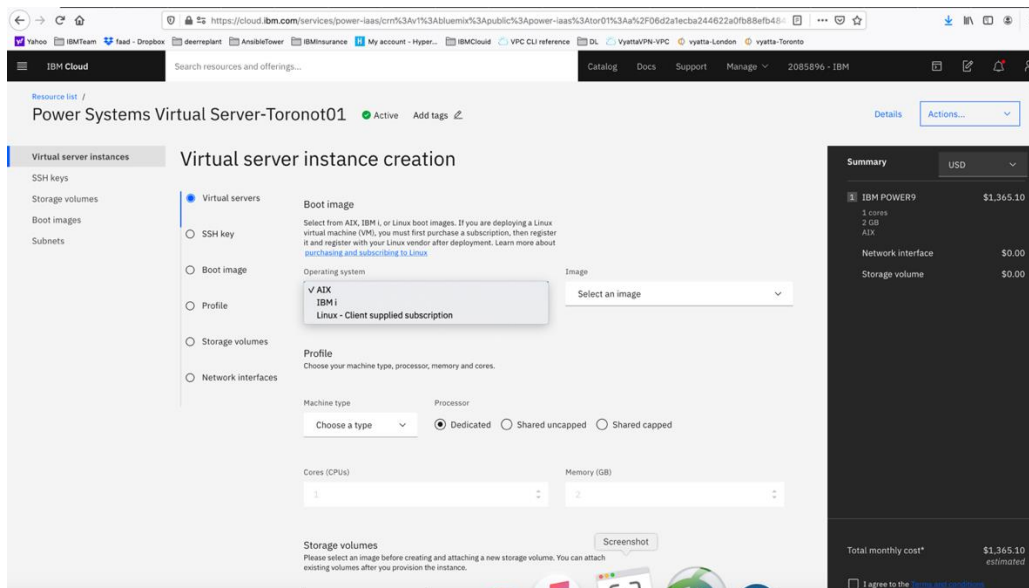 https://cloud.ibm.com/services/power-iaas/crn%3Av1%3Abluemix%3Apublic%3Apower-iaas%3Ator01%3Aa%2F06d2a1ecba244622a0fb88efb484
Yahoo IBMTeam faad - Dropbox deerreplant AnsibleTower IBMInsurance My account - Hyper... IBMClouid VPC CLI reference DL VyattaVPN-VPC vyatta-London vyatta-Toronto
IBM Cloud Search resources and offerings... Catalog Docs Support Manage 2085896 - IBM
Resource list /
Power Systems Virtual Server-Toronot01 Active Add tags Details Actions...
Virtual server instances
SSH keys
Storage volumes
Boot images
Subnets
Virtual server instance creation
Virtual servers
SSH key
Boot image
Profile
Storage volumes
Network interfaces
Boot image
Select from AIX, IBM i, or Linux boot images. If you are deploying a Linux
virtual machine (VM), you must first purchase a subscription, then register
it and register with your Linux vendor after deployment. Learn more about
purchasing and subscribing to Linux
Operating system Image
✓ AIX
IBM i
Linux - Client supplied subscription
Select an image
Profile
Choose your machine type, processor, memory and cores.
Machine type Processor
Choose a type Dedicated Shared uncapped Shared capped
Cores (CPUs) Memory (GB)
1 2
Storage volumes
Please select an image before creating and attaching a new storage volume. You can attach
existing volumes after you provision the instance.
Screenshot
Summary USD
1 IBM POWER9 $1,365.10
1 cores
2 GB
AIX
Network interface $0.00
Storage volume $0.00
Total monthly cost* $1,365.10
estimated
I agree to the Terms and conditions